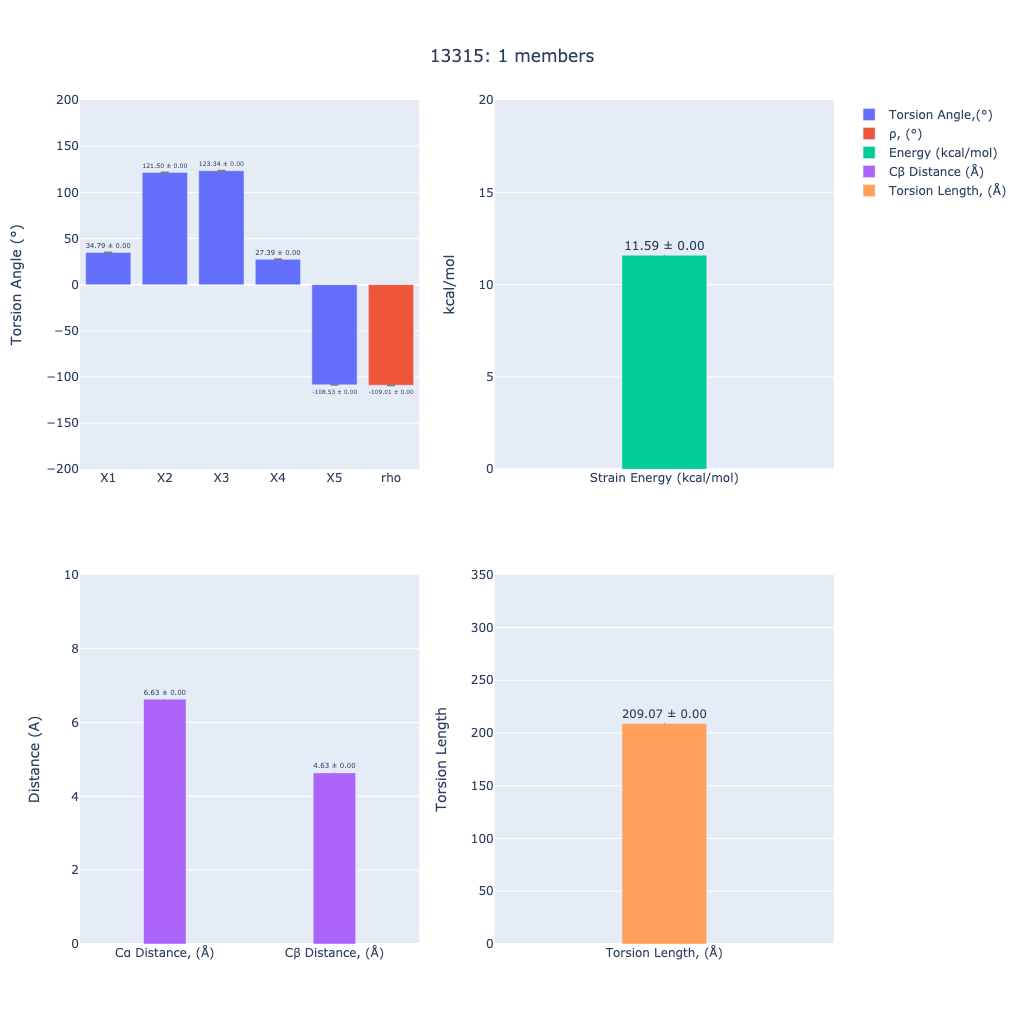 13315: 1 members
Torsion Angle (°)
200
150
100
50
0
−50
−100
−150
−200
34.79 ± 0.00
121.50 ± 0.00
123.34 ± 0.00
27.39 ± 0.00
-108.53 ± 0.00
-109.01 ± 0.00
X1
X2
X3
X4
X5
rho
kcal/mol
20
15
10
5
0
11.59 ± 0.00
Strain Energy (kcal/mol)
Torsion Angle,(°)
ρ, (°)
Energy (kcal/mol)
Cβ Distance (Å)
Torsion Length, (Å)
Distance (A)
10
8
6
4
2
0
6.63 ± 0.00
4.63 ± 0.00
Cα Distance, (Å)
Cβ Distance, (Å)
Torsion Length
350
300
250
200
150
100
50
0
209.07 ± 0.00
Torsion Length, (Å)